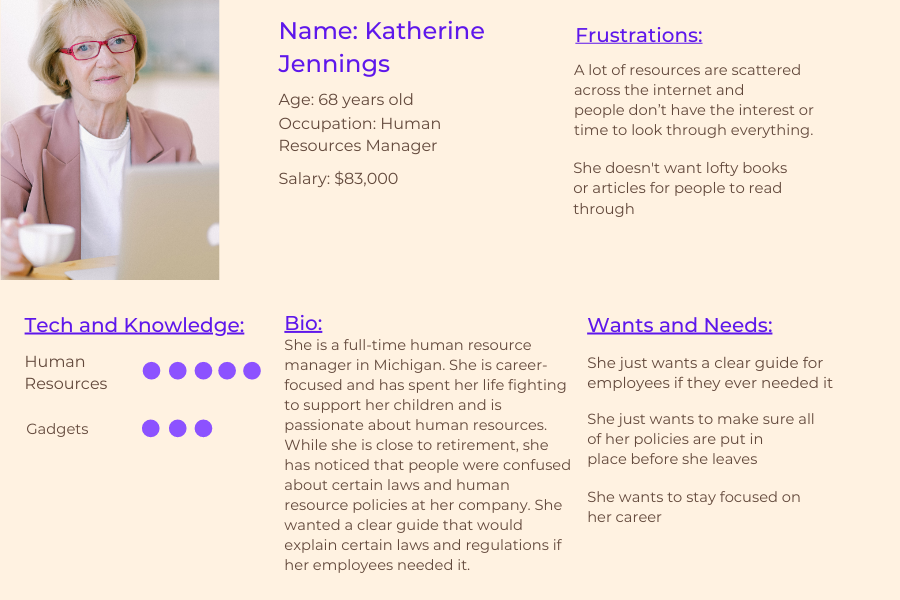 Name: Katherine
Jennings
Age: 68 years old
Occupation: Human
Resources Manager
Salary: $83,000
Frustrations:
A lot of resources are scattered
across the internet and
people don’t have the interest or
time to look through everything.
She doesn't want lofty books
or articles for people to read
through
Tech and Knowledge:
Human
Resources
Gadgets
Bio:
She is a full-time human resource
manager in Michigan. She is career-
focused and has spent her life fighting
to support her children and is
passionate about human resources.
While she is close to retirement, she
has noticed that people were confused
about certain laws and human
resource policies at her company. She
wanted a clear guide that would
explain certain laws and regulations if
her employees needed it.
Wants and Needs:
She just wants a clear guide for
employees if they ever needed it
She just wants to make sure all
of her policies are put in
place before she leaves
She wants to stay focused on
her career